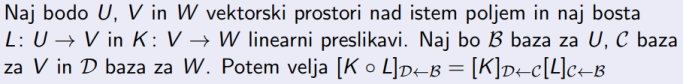 Naj bodo U, V in W vektorski prostori nad istem poljem in naj bosta
L: U → V in K: V → W linearni preslikavi. Naj bo ℬ baza za U, 𝒞 baza
za V in 𝒟 baza za W. Potem velja [K ∘ L]𝒟←ℬ = [K]𝒟←𝒞[L]𝒞←ℬ